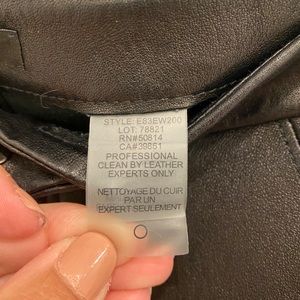 STYLE: E83EW200
LOT: 78821
RN#50814
CA#39851
PROFESSIONAL
CLEAN BY LEATHER
EXPERTS ONLY
NETTOYAGE DU CUIR
PAR UN
EXPERT SEULEMENT